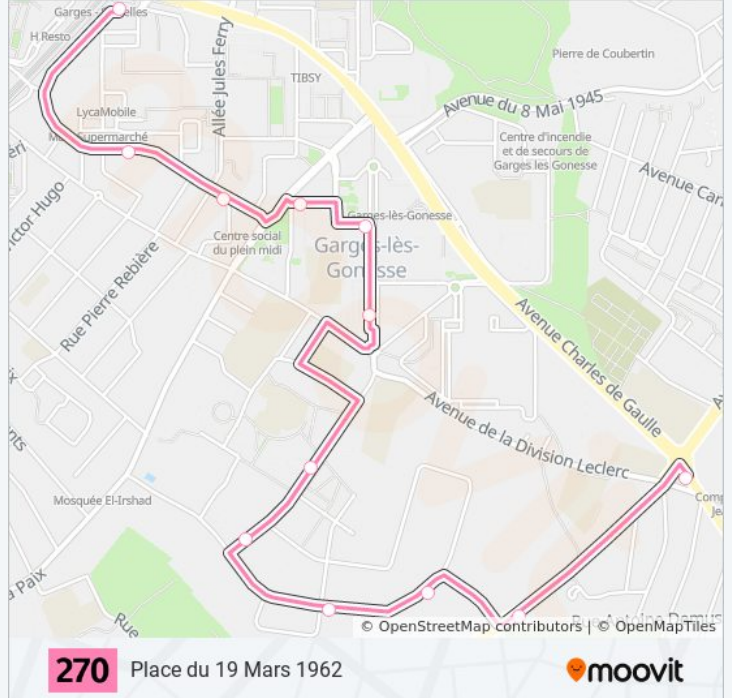 Garges -
H.Resto
Allée Jules Ferry
TIBSY
Pierre de Coubertin
Avenue du 8 Mai 1945
LycaMobile
Supermarché
Centre d'incendie
et de secours de
Garges les Gonesse
Avenue
Victor Hugo
Garges-lès-Gonesse
Centre social
du plein midi
Garges-lès-
Gonesse
Rue Pierre Rebière
Avenue Charles de Gaulle
Avenue de la Division Leclerc
Mosquée El-Irshad
Paix
Rue
© OpenStreetMap contributors | © OpenMapTiles
270 Place du 19 Mars 1962
moovit